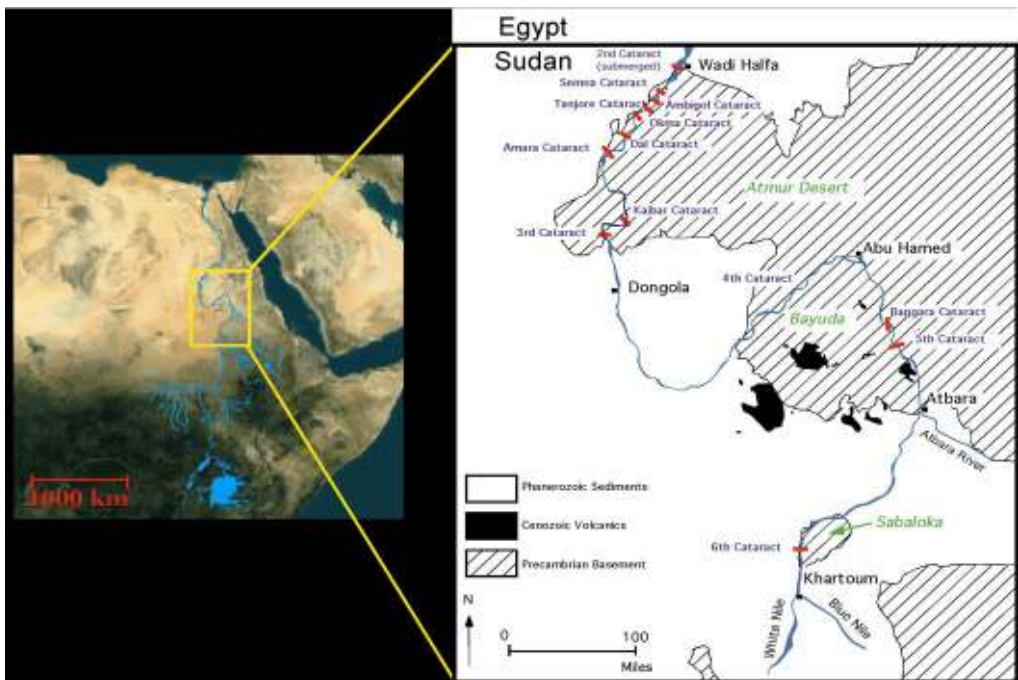 Egypt
Sudan
2nd Cataract
(submerged)
Wadi Halfa
Semna Cataract
Tanjore Cataract
Ambigol Cataract
Okma Cataract
Dal Cataract
Amara Cataract
Atmur Desert
Kaibar Cataract
3rd Cataract
Abu Hamed
4th Cataract
Dongola
Bayuda
Bangara Cataract
5th Cataract
Atbara
Atbara River
1000 km
Phanerozoic Sediments
Cenozoic Volcanics
Precambrian Basement
Sabaloka
6th Cataract
Khartoum
N
0
100
Miles
White Nile
Blue Nile